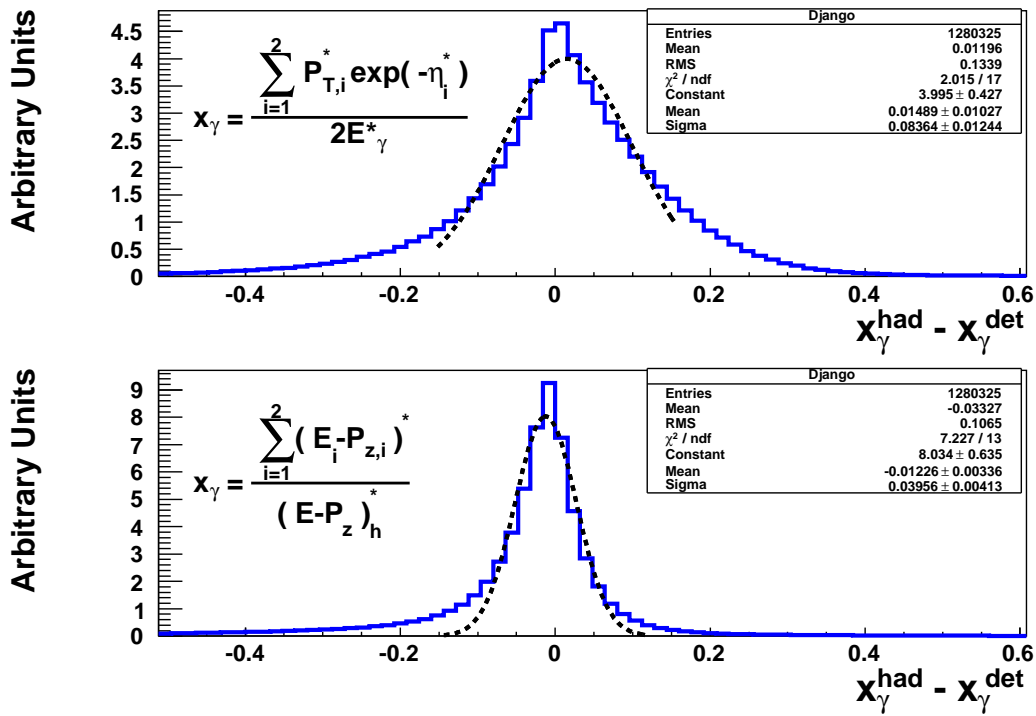 Arbitrary Units
4.5
4
3.5
3
2.5
2
1.5
1
0.5
0
x_γ = ∑_{i=1}^{2} P*_{T,i} exp( -η*_i ) / 2E*_γ
Django
Entries 1280325
Mean 0.01196
RMS 0.1339
χ² / ndf 2.015 / 17
Constant 3.995 ± 0.427
Mean 0.01489 ± 0.01027
Sigma 0.08364 ± 0.01244
-0.4 -0.2 0 0.2 0.4 0.6
x_γ^had - x_γ^det
Arbitrary Units
9
8
7
6
5
4
3
2
1
0
x_γ = ∑_{i=1}^{2} ( E_i-P_{z,i} )* / ( E-P_z )*_h
Django
Entries 1280325
Mean -0.03327
RMS 0.1065
χ² / ndf 7.227 / 13
Constant 8.034 ± 0.635
Mean -0.01226 ± 0.00336
Sigma 0.03956 ± 0.00413
-0.4 -0.2 0 0.2 0.4 0.6
x_γ^had - x_γ^det